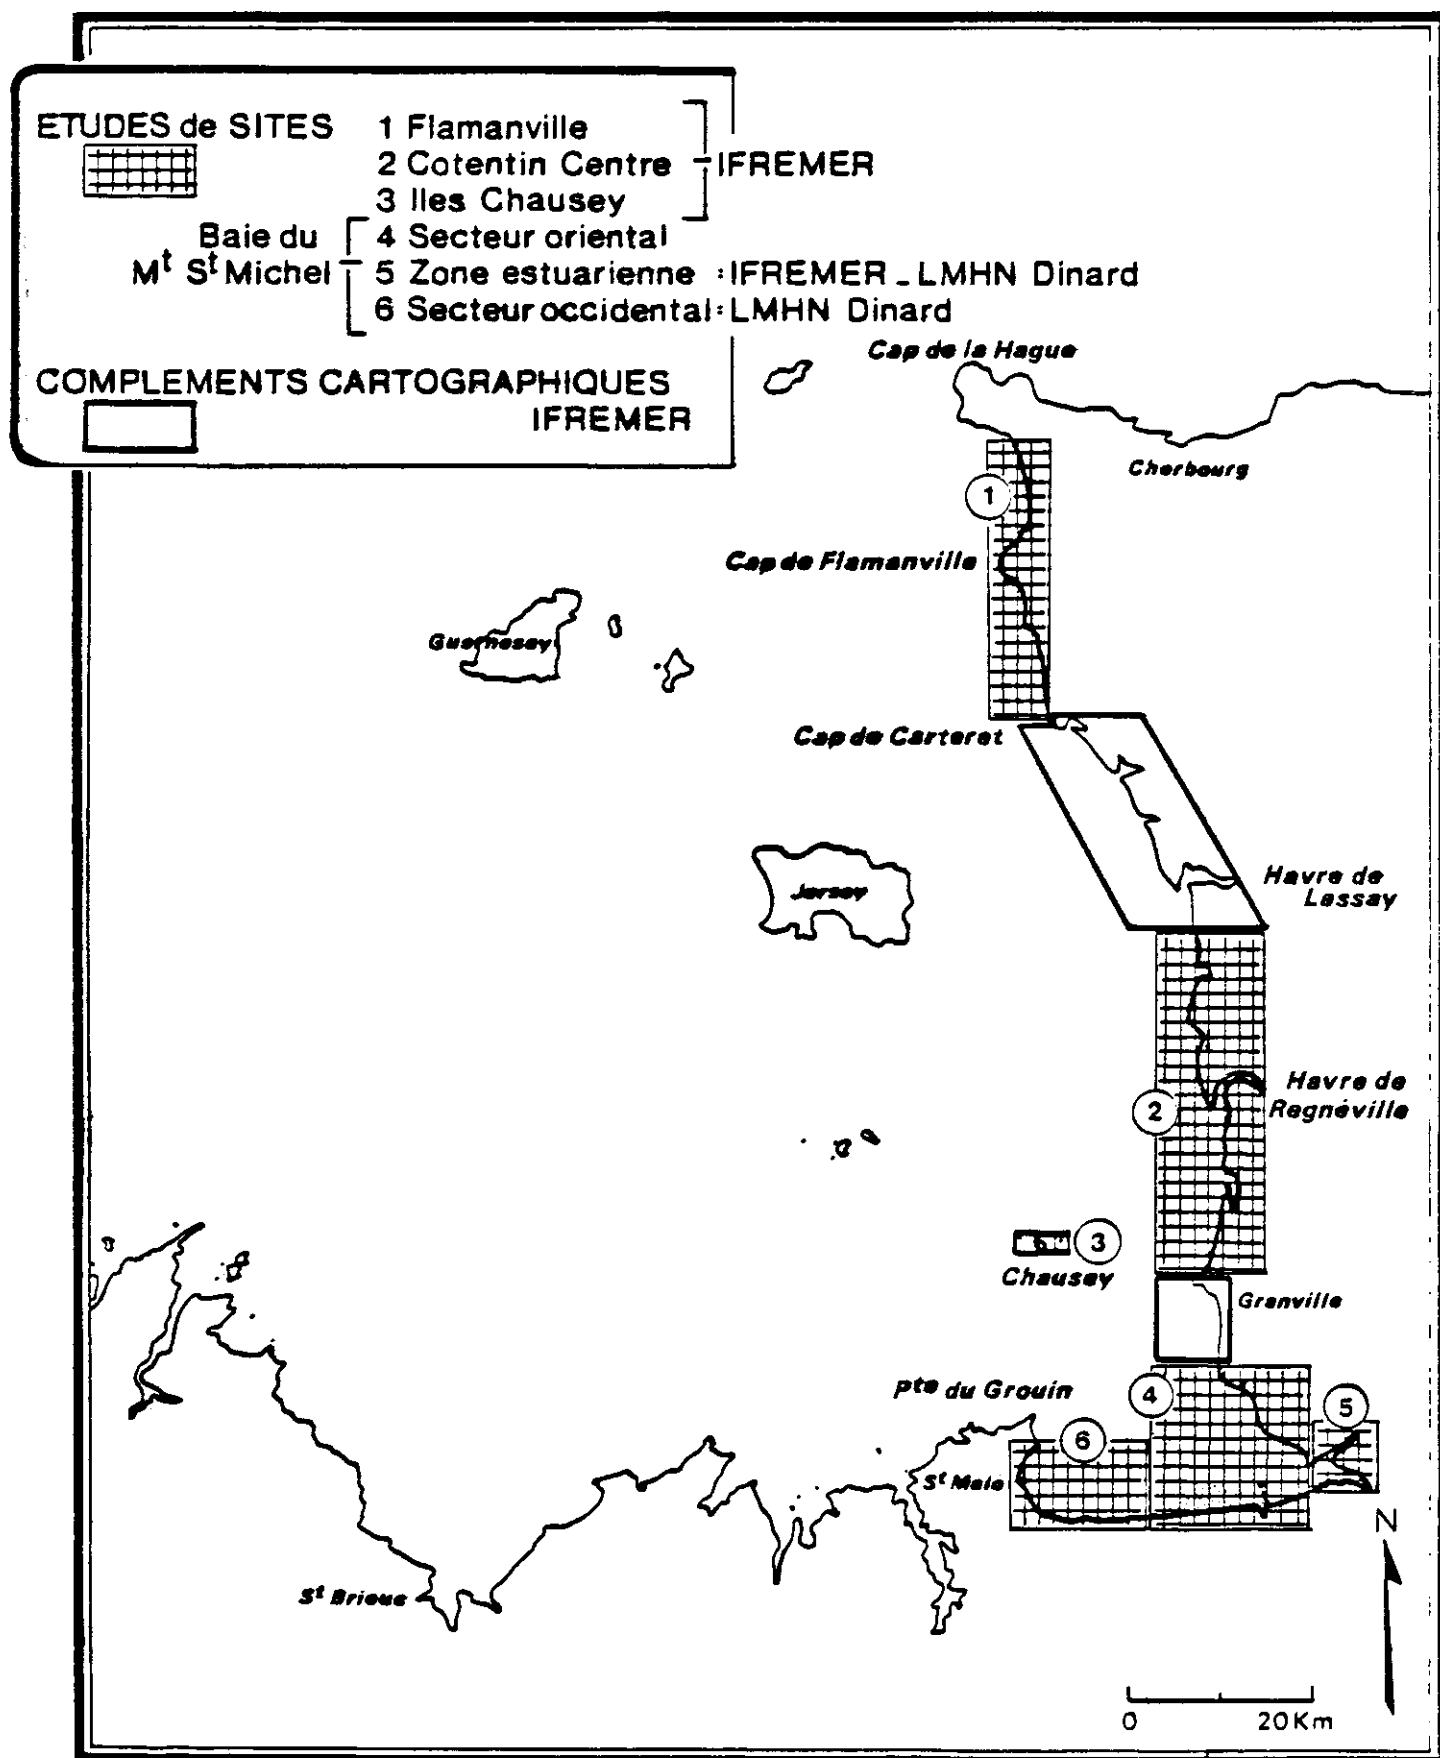 ETUDES de SITES
1 Flamanville
2 Cotentin Centre
IFREMER
3 Iles Chausey
Baie du
Mt St Michel
4 Secteur oriental
5 Zone estuarienne : IFREMER _ LMHN Dinard
6 Secteur occidental : LMHN Dinard
COMPLEMENTS CARTOGRAPHIQUES
IFREMER
Cap de la Hague
Cherbourg
1
Cap de Flamanville
Guernesey
Cap de Carteret
Jersey
Havre de
Lessay
Havre de
Regnéville
2
3
Chausey
Granville
Pte du Grouin
4
5
6
St Malo
St Brieuc
N
0 20 Km